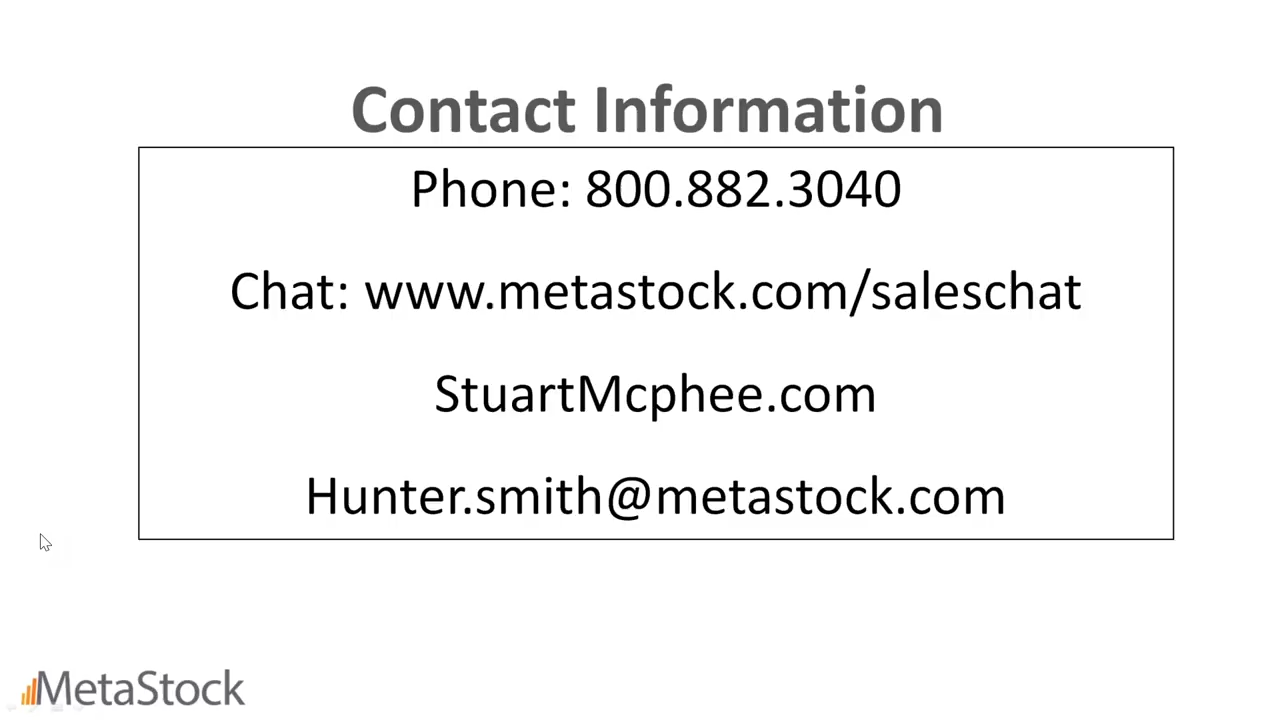 Contact Information
Phone: 800.882.3040
Chat: www.metastock.com/saleschat
StuartMcphee.com
Hunter.smith@metastock.com
MetaStock